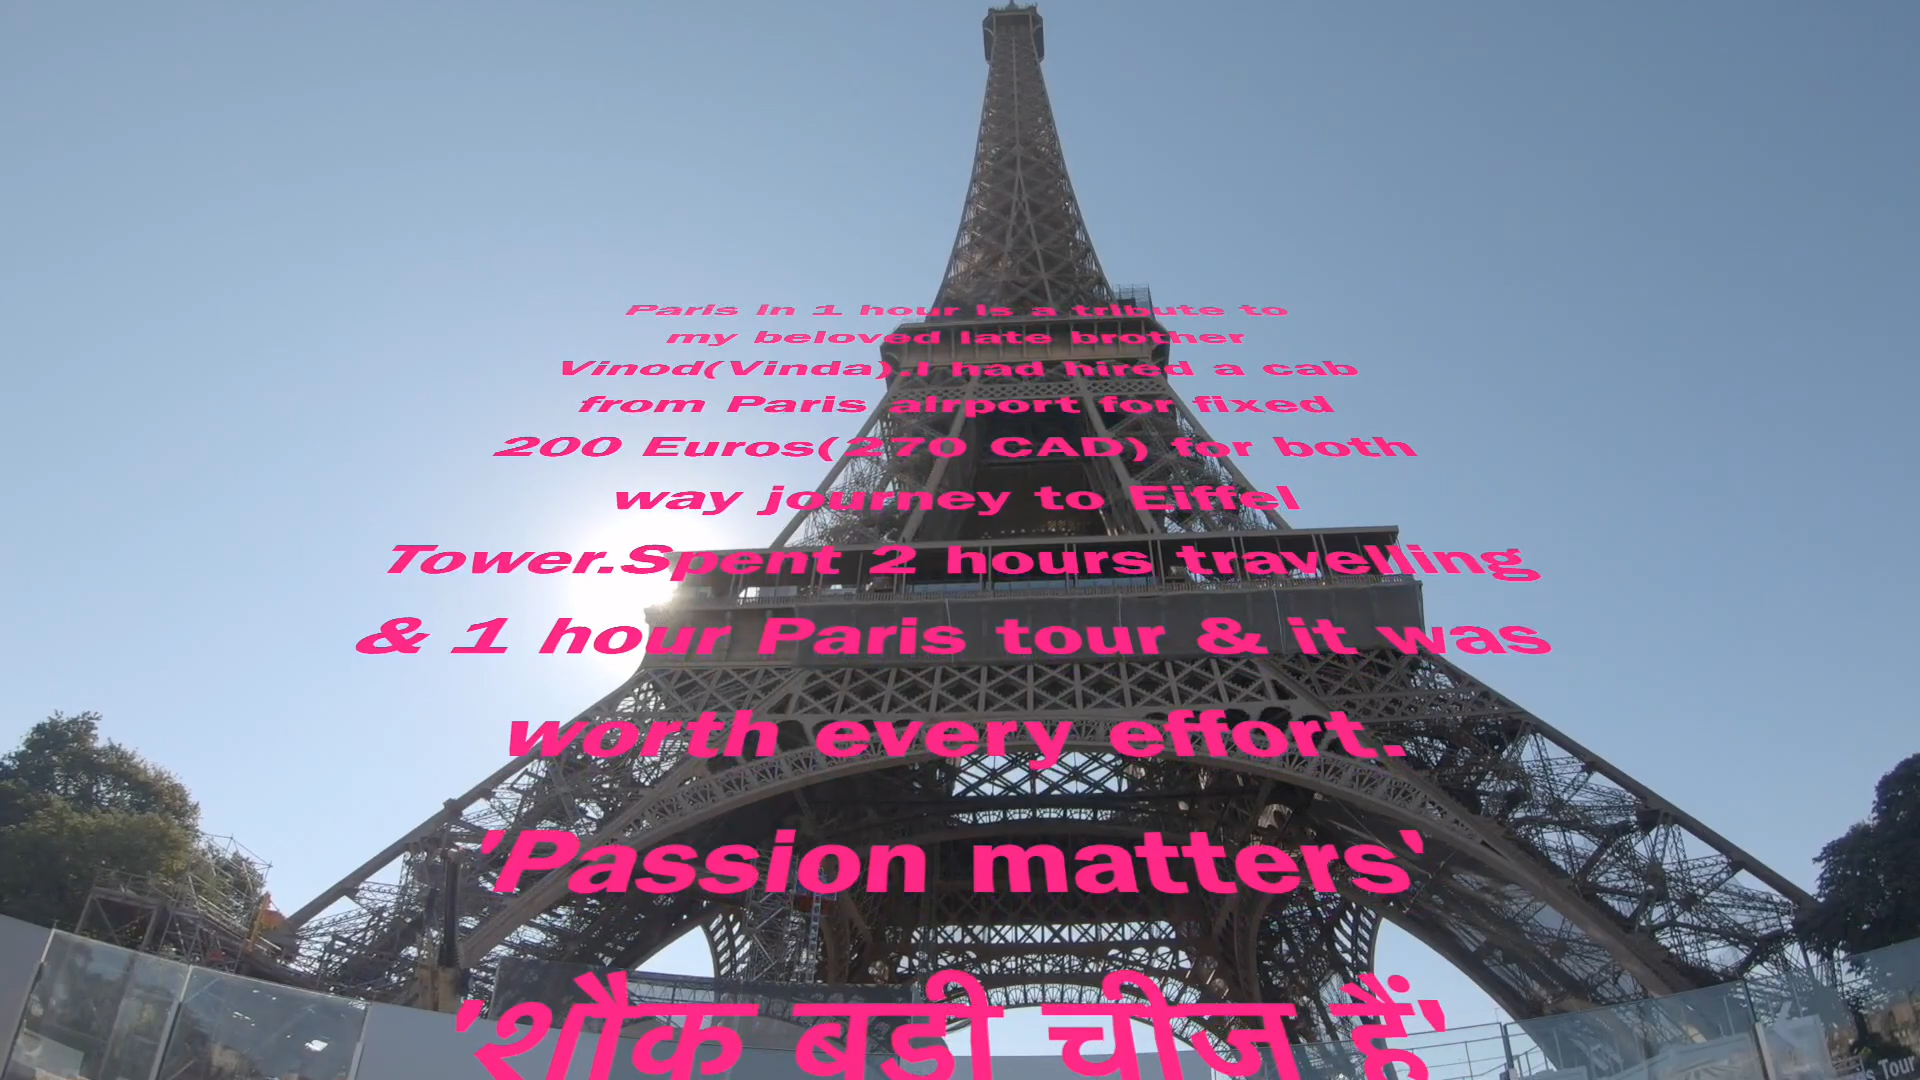 Paris in 1 hour is a tribute to
my beloved late brother
Vinod(Vinda).I had hired a cab
from Paris airport for fixed
200 Euros(270 CAD) for both
way journey to Eiffel
Tower.Spent 2 hours travelling
& 1 hour Paris tour & it was
worth every effort.
'Passion matters'
'शौक बडी चीज हैं'
Tour